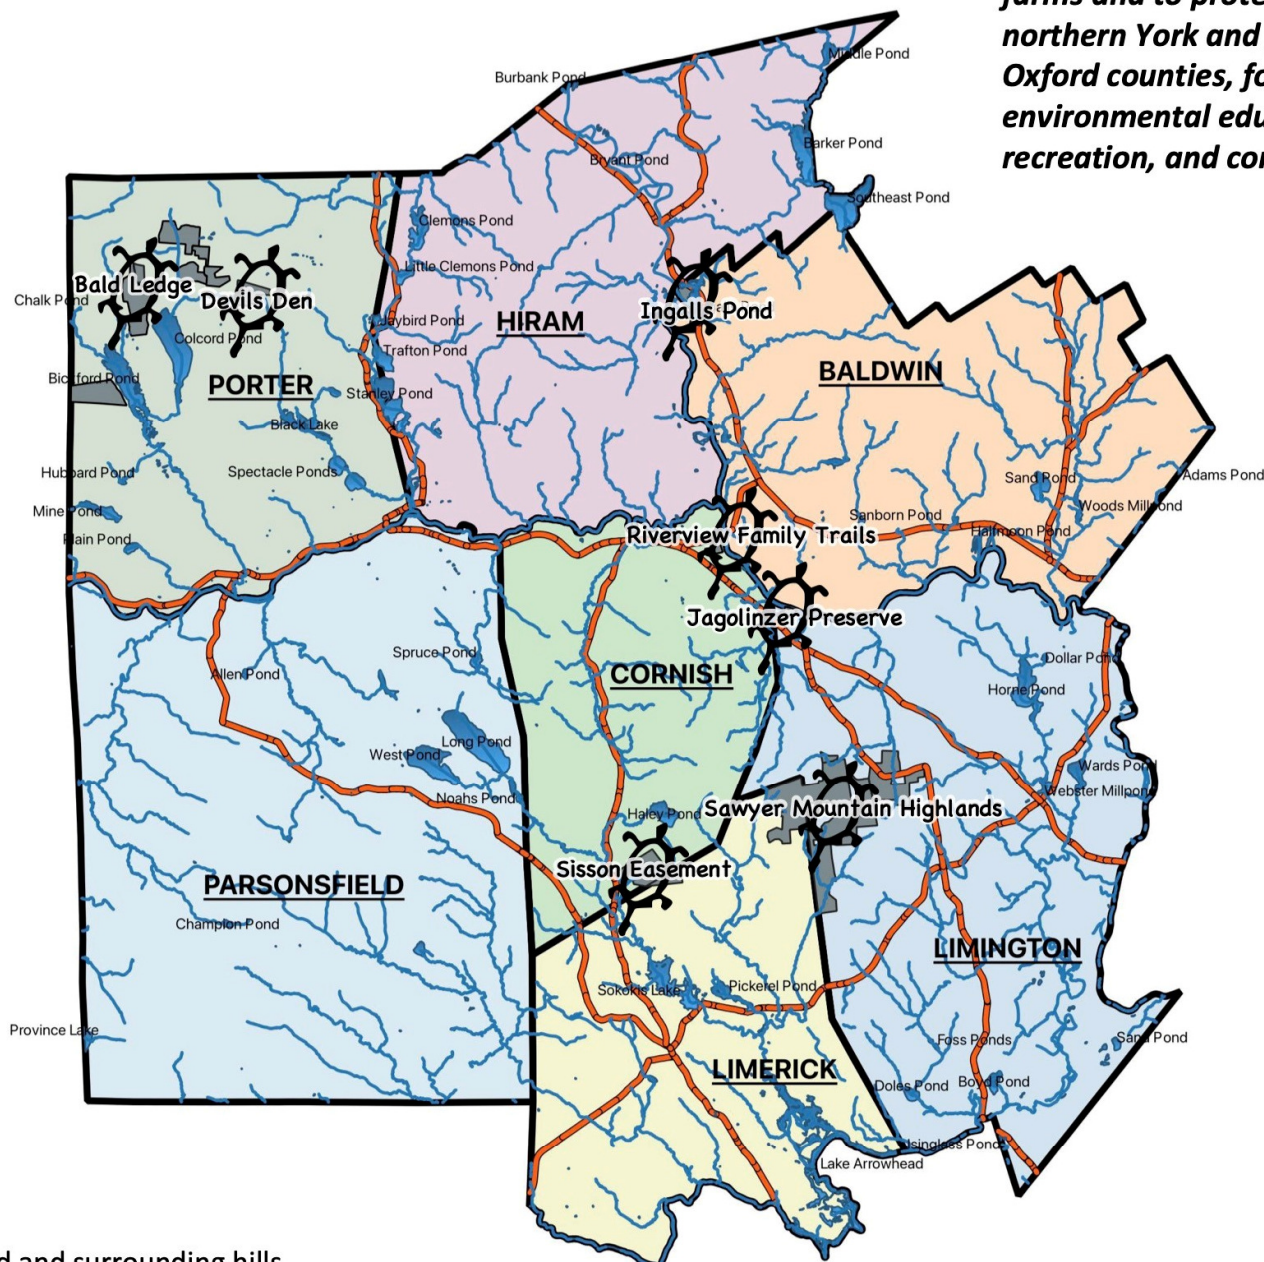 farms and to prote
northern York and
Oxford counties, fo
environmental edu
recreation, and con
Middle Pond
Burbank Pond
Barker Pond
Bryant Pond
Southeast Pond
Clemons Pond
Little Clemons Pond
Bald Ledge
Devils Den
Chalk Pond
Ingalls Pond
Jaybird Pond
HIRAM
Colcord Pond
Trafton Pond
BALDWIN
Bickford Pond
PORTER
Stanley Pond
Black Lake
Hubbard Pond
Spectacle Ponds
Sand Pond
Adams Pond
Mine Pond
Woods Millpond
Sanborn Pond
Plain Pond
Riverview Family Trails
Halfmoon Pond
Jagolinzer Preserve
Spruce Pond
Dollar Pond
Allen Pond
CORNISH
Horne Pond
Long Pond
West Pond
Wards Pond
Noahs Pond
Webster Millpond
Haley Pond
Sawyer Mountain Highlands
Sisson Easement
PARSONSFIELD
Champion Pond
LIMINGTON
Sokokis Lake
Pickerel Pond
Province Lake
Foss Ponds
Sand Pond
LIMERICK
Doles Pond
Boyd Pond
Isinglass Pond
Lake Arrowhead
d and surrounding hills